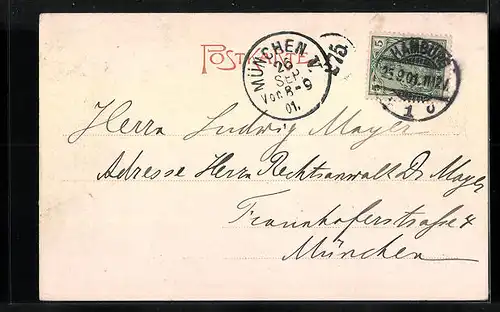 POSTKARTE
MÜNCHEN V
26
SEP
Vor. 8-9
01.
HAMBURG
25.9.01.
1
5
Herrn Ludwig Mayer
Adresse Herrn Rechtsanwalt Dr Mayer
Fraunhoferstrasse 4
München